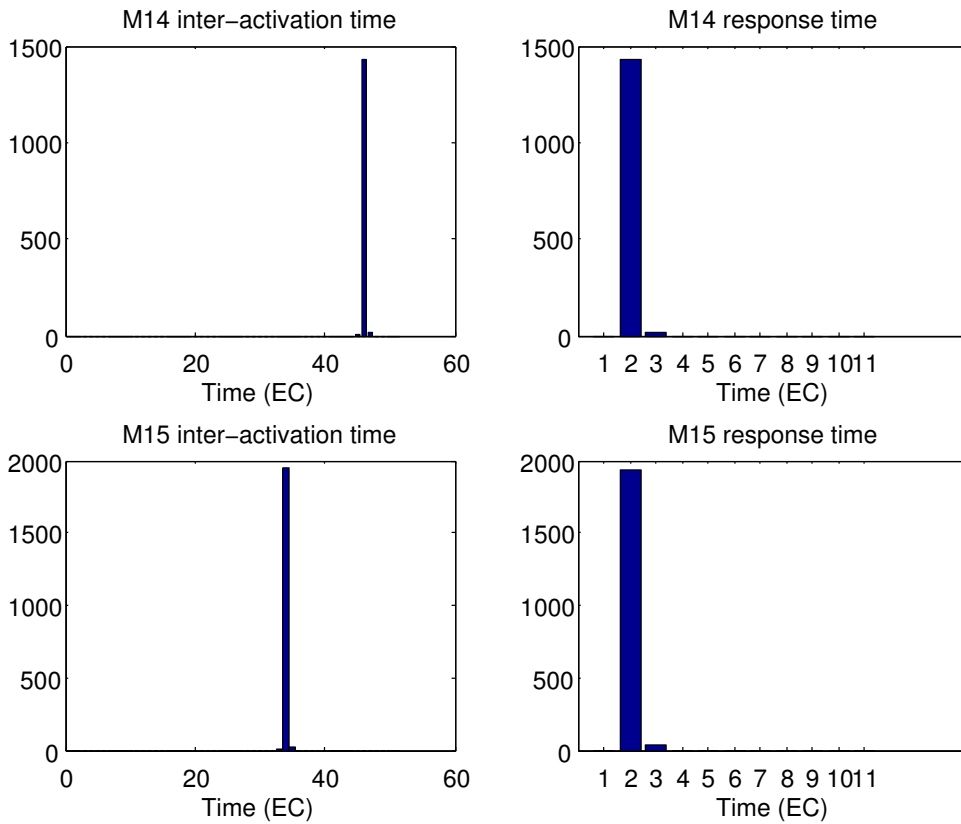 M14 inter−activation time
1500
1000
500
0
0 20 40 60
Time (EC)
M14 response time
1500
1000
500
0
1 2 3 4 5 6 7 8 9 10 11
Time (EC)
M15 inter−activation time
2000
1500
1000
500
0
0 20 40 60
Time (EC)
M15 response time
2000
1500
1000
500
0
1 2 3 4 5 6 7 8 9 10 11
Time (EC)